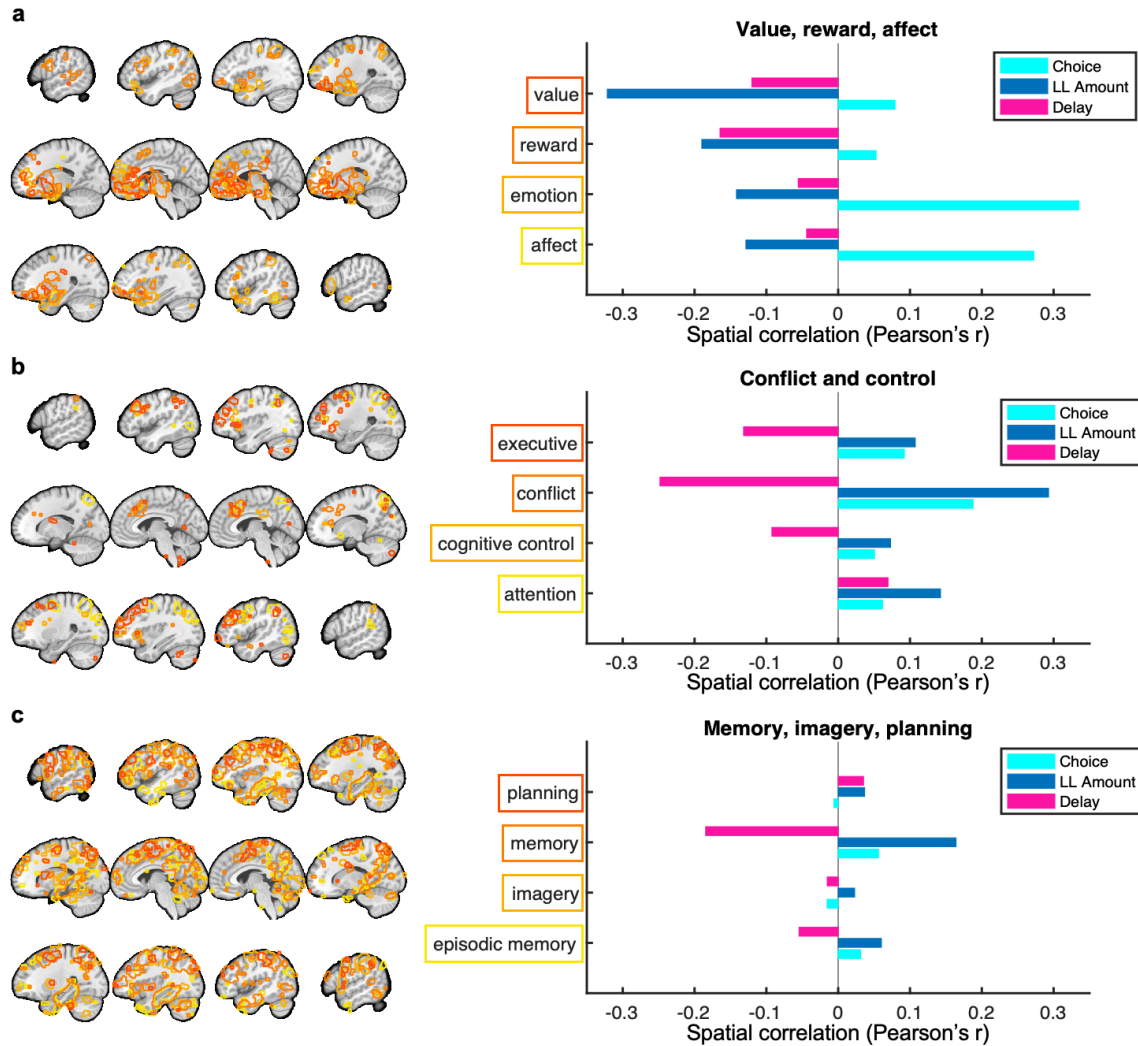 a
Value, reward, affect
Choice
LL Amount
Delay
value
reward
emotion
affect
-0.3 -0.2 -0.1 0 0.1 0.2 0.3
Spatial correlation (Pearson's r)
b
Conflict and control
Choice
LL Amount
Delay
executive
conflict
cognitive control
attention
-0.3 -0.2 -0.1 0 0.1 0.2 0.3
Spatial correlation (Pearson's r)
c
Memory, imagery, planning
Choice
LL Amount
Delay
planning
memory
imagery
episodic memory
-0.3 -0.2 -0.1 0 0.1 0.2 0.3
Spatial correlation (Pearson's r)